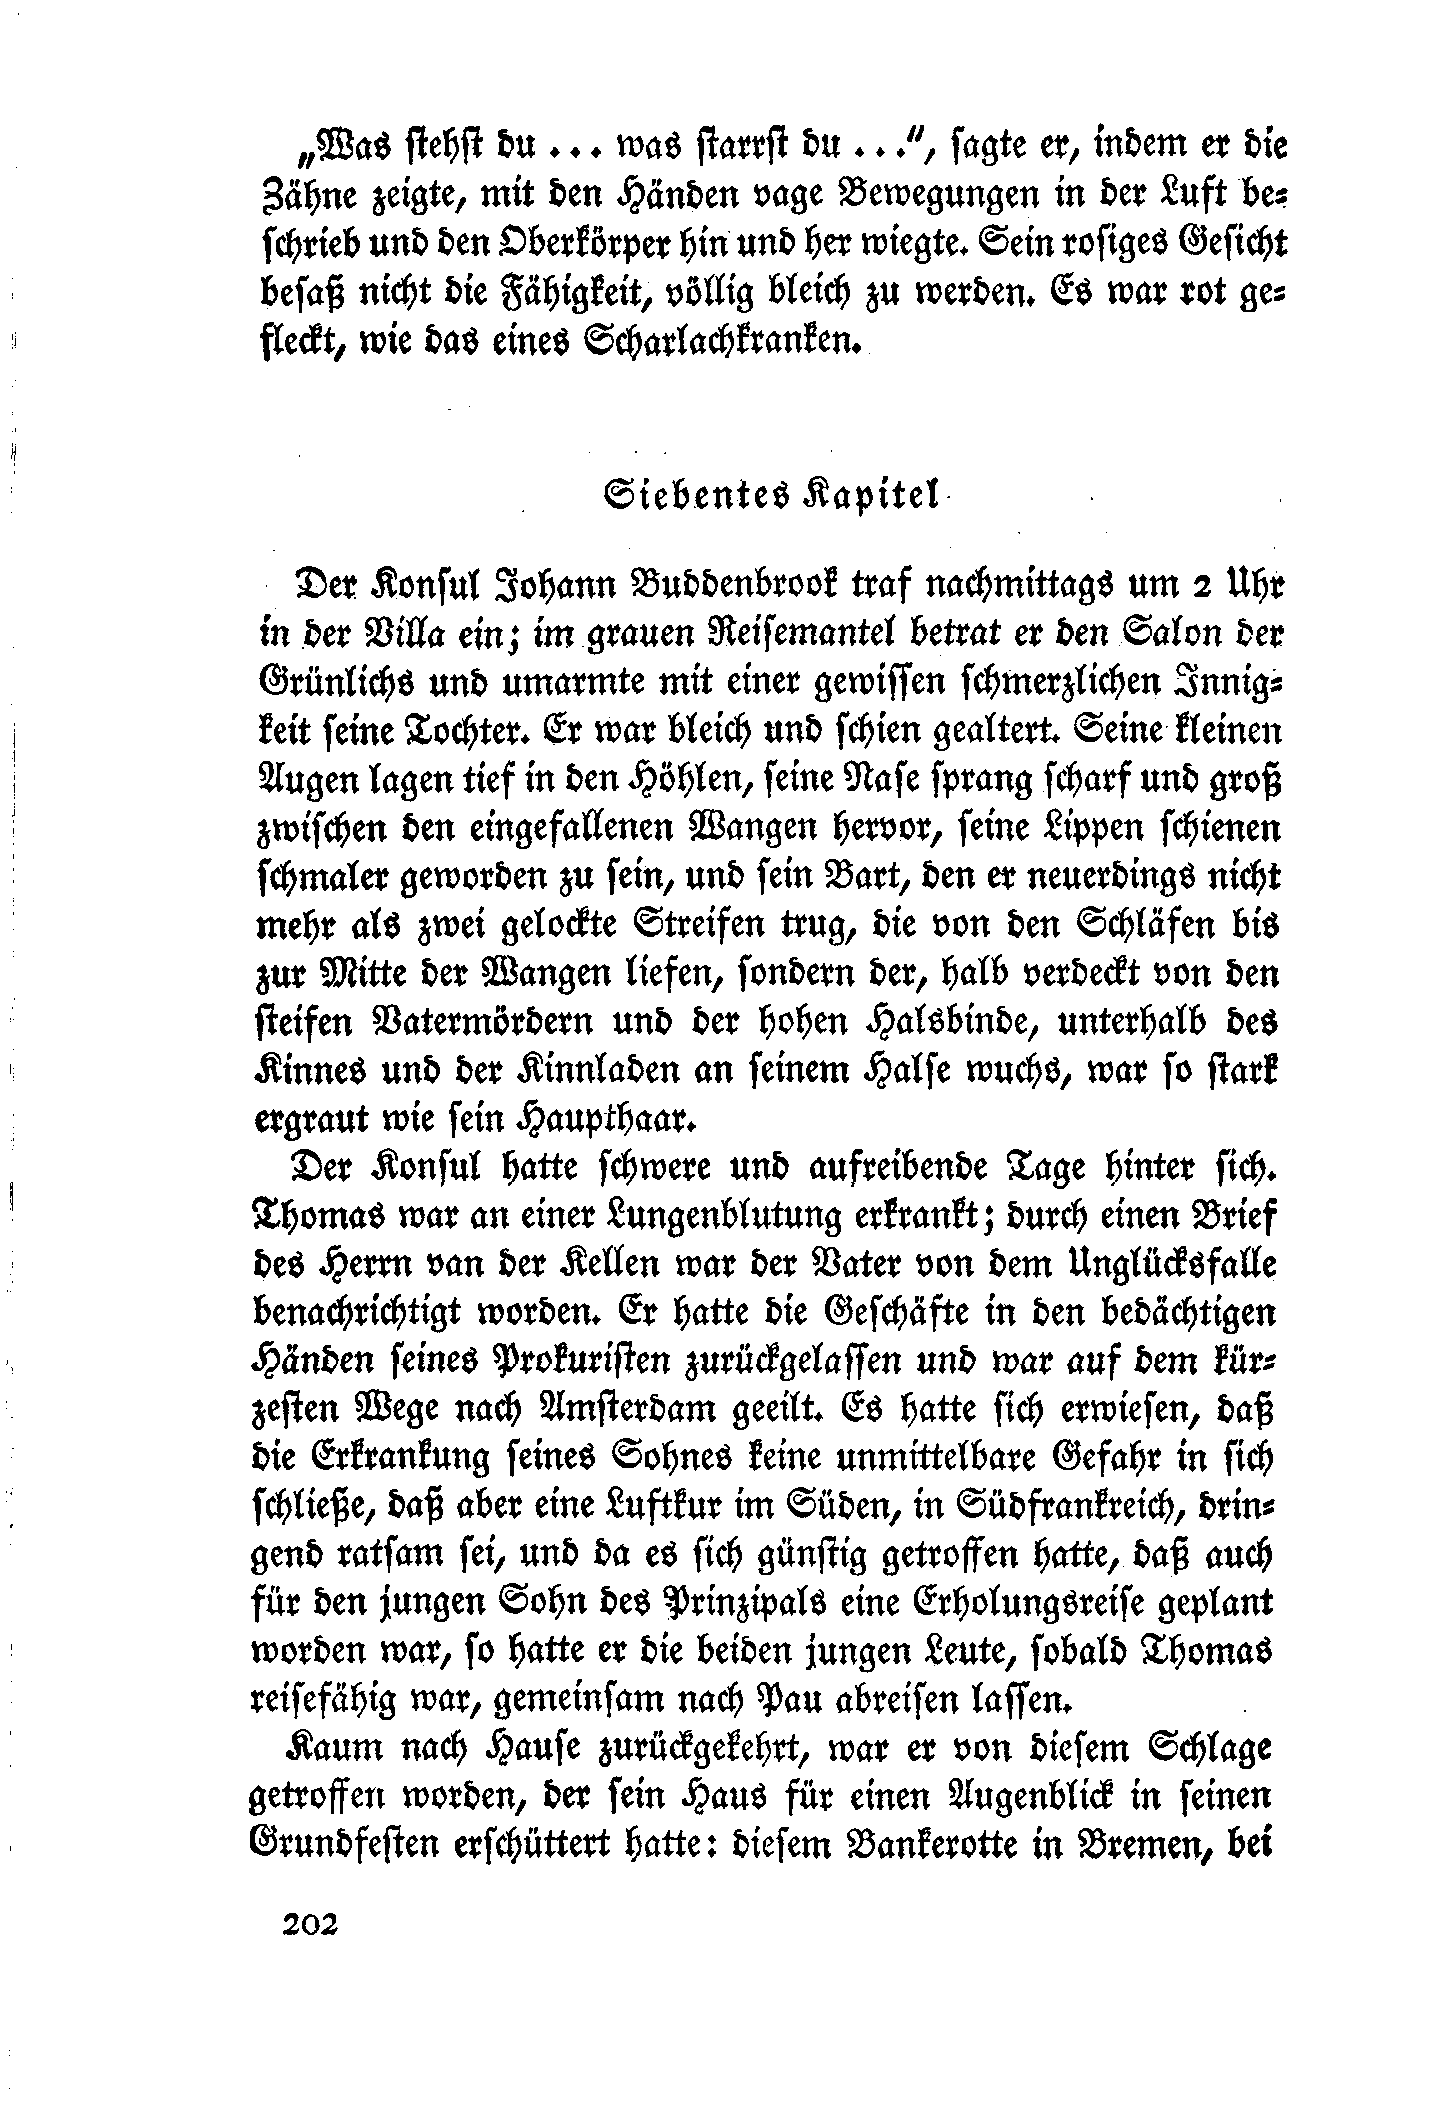 „Was stehst du ... was starrst du ...“, sagte er, indem er die
Zähne zeigte, mit den Händen vage Bewegungen in der Luft be-
schrieb und den Oberkörper hin und her wiegte. Sein rosiges Gesicht
besaß nicht die Fähigkeit, völlig bleich zu werden. Es war rot ge-
fleckt, wie das eines Scharlachkranken.
Siebentes Kapitel
Der Konsul Johann Buddenbrook traf nachmittags um 2 Uhr
in der Villa ein; im grauen Reisemantel betrat er den Salon der
Grünlichs und umarmte mit einer gewissen schmerzlichen Innig-
keit seine Tochter. Er war bleich und schien gealtert. Seine kleinen
Augen lagen tief in den Höhlen, seine Nase sprang scharf und groß
zwischen den eingefallenen Wangen hervor, seine Lippen schienen
schmaler geworden zu sein, und sein Bart, den er neuerdings nicht
mehr als zwei gelockte Streifen trug, die von den Schläfen bis
zur Mitte der Wangen liefen, sondern der, halb verdeckt von den
steifen Vatermördern und der hohen Halsbinde, unterhalb des
Kinnes und der Kinnladen an seinem Halse wuchs, war so stark
ergraut wie sein Haupthaar.
Der Konsul hatte schwere und aufreibende Tage hinter sich.
Thomas war an einer Lungenblutung erkrankt; durch einen Brief
des Herrn van der Kellen war der Vater von dem Unglücksfalle
benachrichtigt worden. Er hatte die Geschäfte in den bedächtigen
Händen seines Prokuristen zurückgelassen und war auf dem kür-
zesten Wege nach Amsterdam geeilt. Es hatte sich erwiesen, daß
die Erkrankung seines Sohnes keine unmittelbare Gefahr in sich
schließe, daß aber eine Luftkur im Süden, in Südfrankreich, drin-
gend ratsam sei, und da es sich günstig getroffen hatte, daß auch
für den jungen Sohn des Prinzipals eine Erholungsreise geplant
worden war, so hatte er die beiden jungen Leute, sobald Thomas
reisefähig war, gemeinsam nach Pau abreisen lassen.
Kaum nach Hause zurückgekehrt, war er von diesem Schlage
getroffen worden, der sein Haus für einen Augenblick in seinen
Grundfesten erschüttert hatte: diesem Bankerotte in Bremen, bei
202